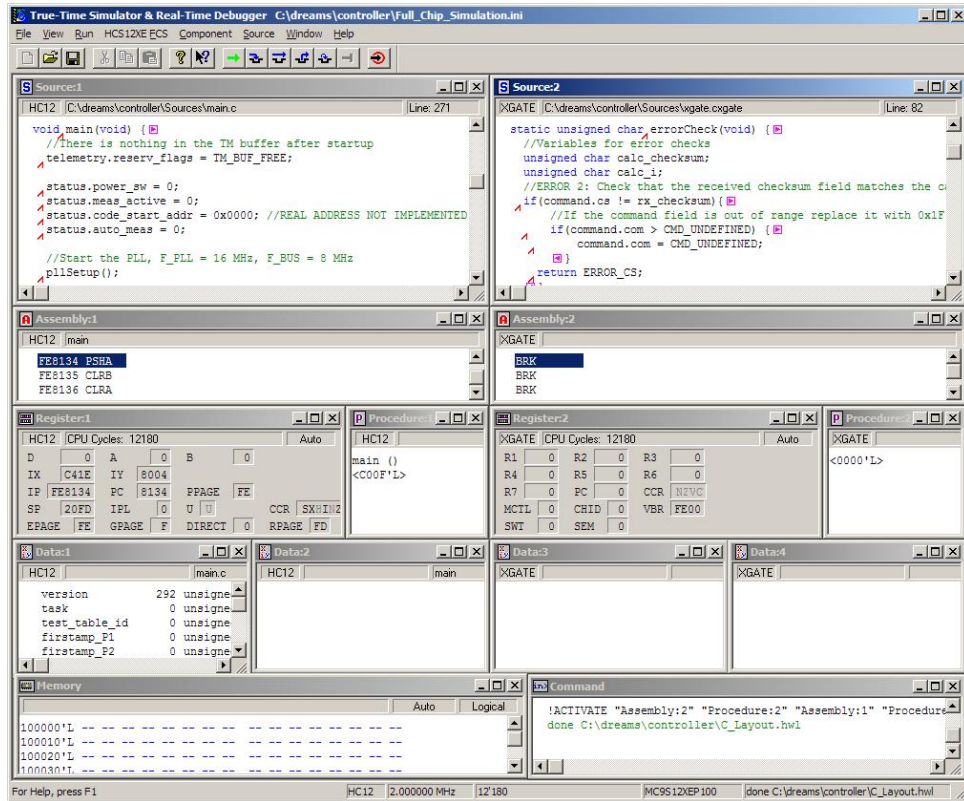 True-Time Simulator & Real-Time Debugger C:\dreams\controller\Full_Chip_Simulation.ini
File View Run HCS12XE FCS Component Source Window Help
Source:1
HC12 C:\dreams\controller\Sources\main.c Line: 271
void main(void) {
//There is nothing in the TM buffer after startup
telemetry.reserv_flags = TM_BUF_FREE;
status.power_sw = 0;
status.meas_active = 0;
status.code_start_addr = 0x0000; //REAL ADDRESS NOT IMPLEMENTED
status.auto_meas = 0;
//Start the PLL, F_PLL = 16 MHz, F_BUS = 8 MHz
pllSetup();
Source:2
XGATE C:\dreams\controller\Sources\xgate.cxgate Line: 82
static unsigned char errorCheck(void) {
//Variables for error checks
unsigned char calc_checksum;
unsigned char calc_i;
//ERROR 2: Check that the received checksum field matches the ca
if(command.cs != rx_checksum){
//If the command field is out of range replace it with 0x1F
if(command.com > CMD_UNDEFINED) {
command.com = CMD_UNDEFINED;
}
return ERROR_CS;
Assembly:1
HC12 main
FE8134 PSHA
FE8135 CLRB
FE8136 CLRA
Assembly:2
XGATE
BRK
BRK
BRK
Register:1
HC12 CPU Cycles: 12180 Auto
D 0 A 0 B 0
IX C41E IY 8004
IP FE8134 PC 8134 PPAGE FE
SP 20FD IPL 0 U U CCR SXHINZ
EPAGE FE GPAGE F DIRECT 0 RPAGE FD
Procedure:1
HC12
main ()
<C00F'L>
Register:2
XGATE CPU Cycles: 12180 Auto
R1 0 R2 0 R3 0
R4 0 R5 0 R6 0
R7 0 PC 0 CCR NZVC
MCTL 0 CHID 0 VBR FE00
SWT 0 SEM 0
Procedure:2
XGATE
<0000'L>
Data:1
HC12 main.c
version 292 unsigne
task 0 unsigne
test_table_id 0 unsigne
firstamp_P1 0 unsigne
firstamp_P2 0 unsigne
Data:2
HC12 main
Data:3
XGATE
Data:4
XGATE
Memory
Auto Logical
100000'L -- -- -- -- -- -- -- -- -- -- -- -- -- -- -- --
100010'L -- -- -- -- -- -- -- -- -- -- -- -- -- -- -- --
100020'L -- -- -- -- -- -- -- -- -- -- -- -- -- -- -- --
100030'L -- -- -- -- -- -- -- -- -- -- -- -- -- -- -- --
Command
!ACTIVATE "Assembly:2" "Procedure:2" "Assembly:1" "Procedure
done C:\dreams\controller\C_Layout.hwl
For Help, press F1 HC12 2.000000 MHz 12'180 MC9S12XEP100 done C:\dreams\controller\C_Layout.hwl